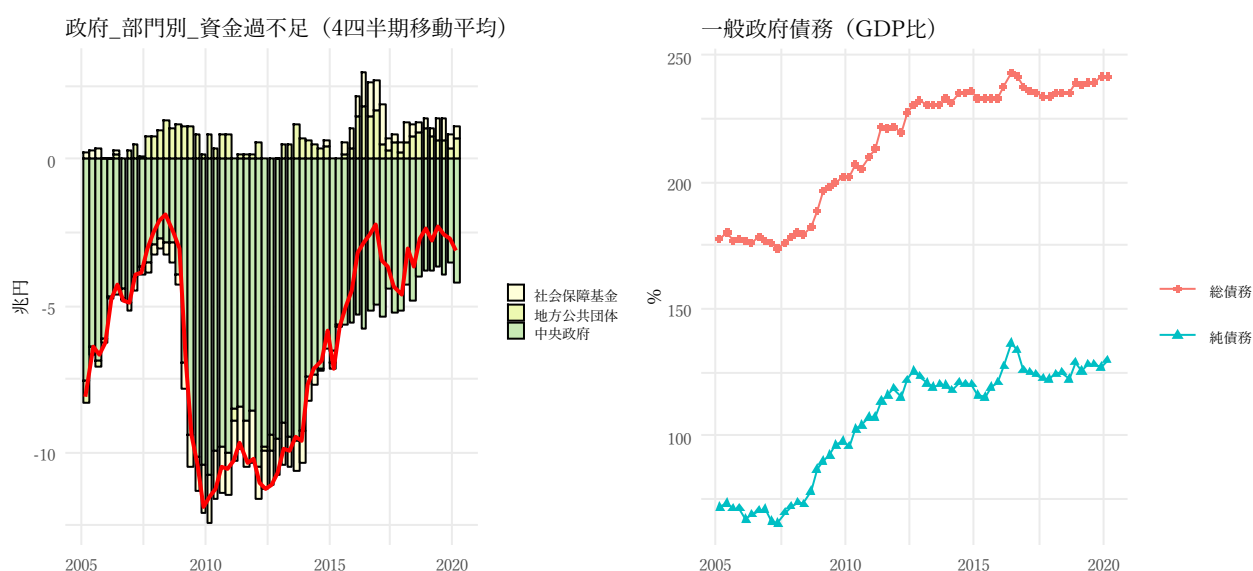 政府_部門別_資金過不足（4四半期移動平均）
0
-5
-10
兆円
2005
2010
2015
2020
社会保障基金
地方公共団体
中央政府
一般政府債務（GDP比）
250
200
150
100
%
2005
2010
2015
2020
総債務
純債務